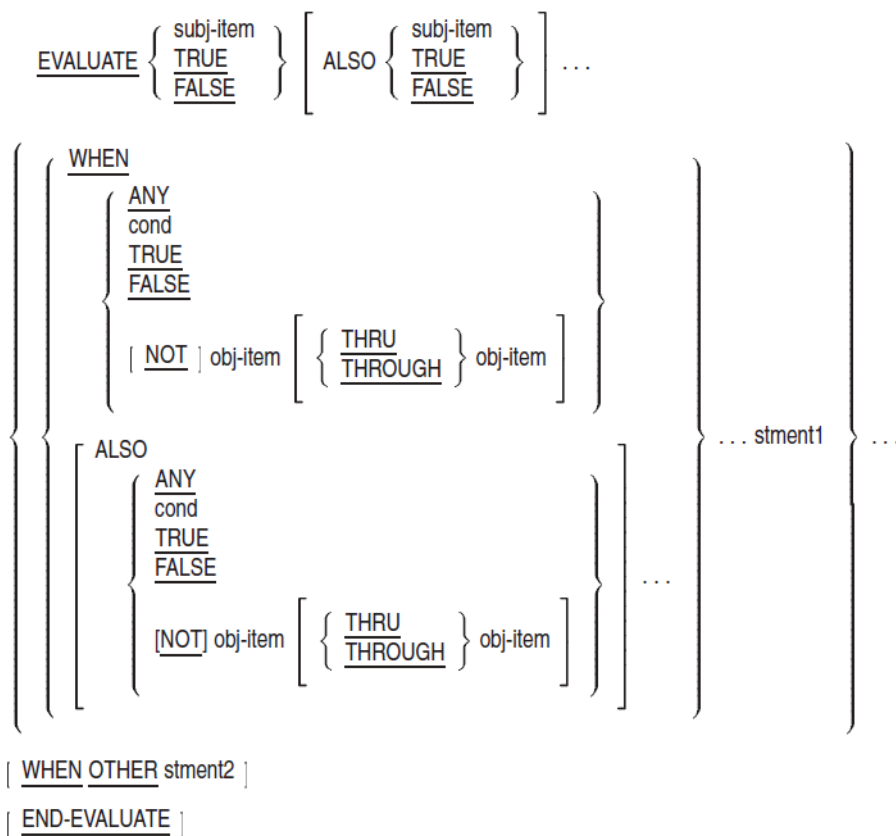 subj-item subj-item
EVALUATE TRUE ALSO TRUE . . .
FALSE FALSE
WHEN
ANY
cond
TRUE
FALSE
THRU
[ NOT ] obj-item obj-item
THROUGH
. . . stment1 . . .
ALSO
ANY
cond
TRUE
FALSE
. . .
THRU
[NOT] obj-item obj-item
THROUGH
[ WHEN OTHER stment2 ]
[ END-EVALUATE ]